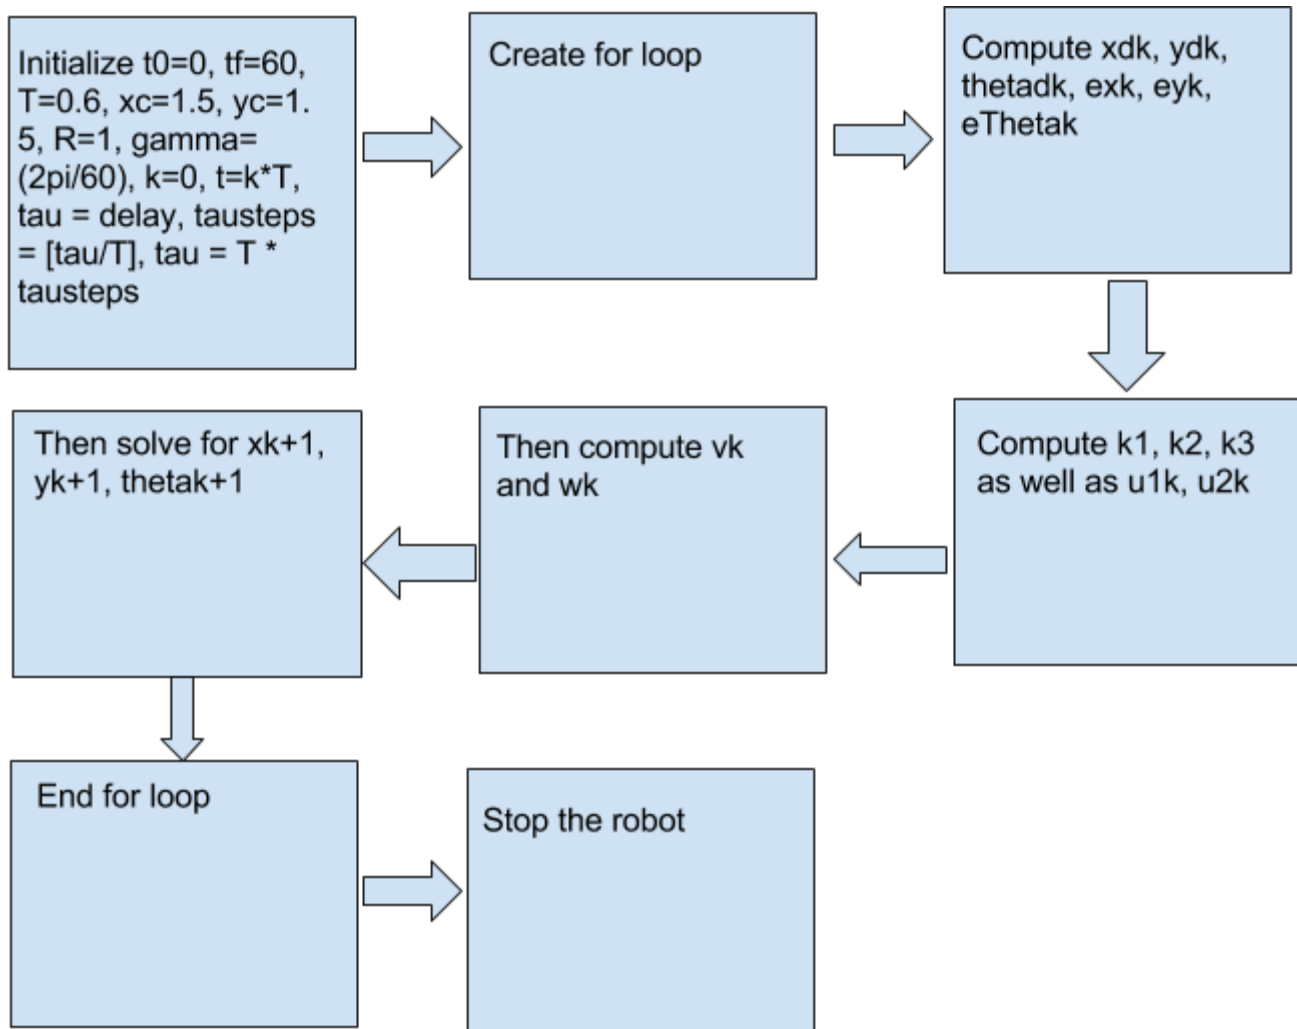 Initialize t0=0, tf=60,
T=0.6, xc=1.5, yc=1.
5, R=1, gamma=
(2pi/60), k=0, t=k*T,
tau = delay, tausteps
= [tau/T], tau = T *
tausteps
Create for loop
Compute xdk, ydk,
thetadk, exk, eyk,
eThetak
Compute k1, k2, k3
as well as u1k, u2k
Then compute vk
and wk
Then solve for xk+1,
yk+1, thetak+1
End for loop
Stop the robot